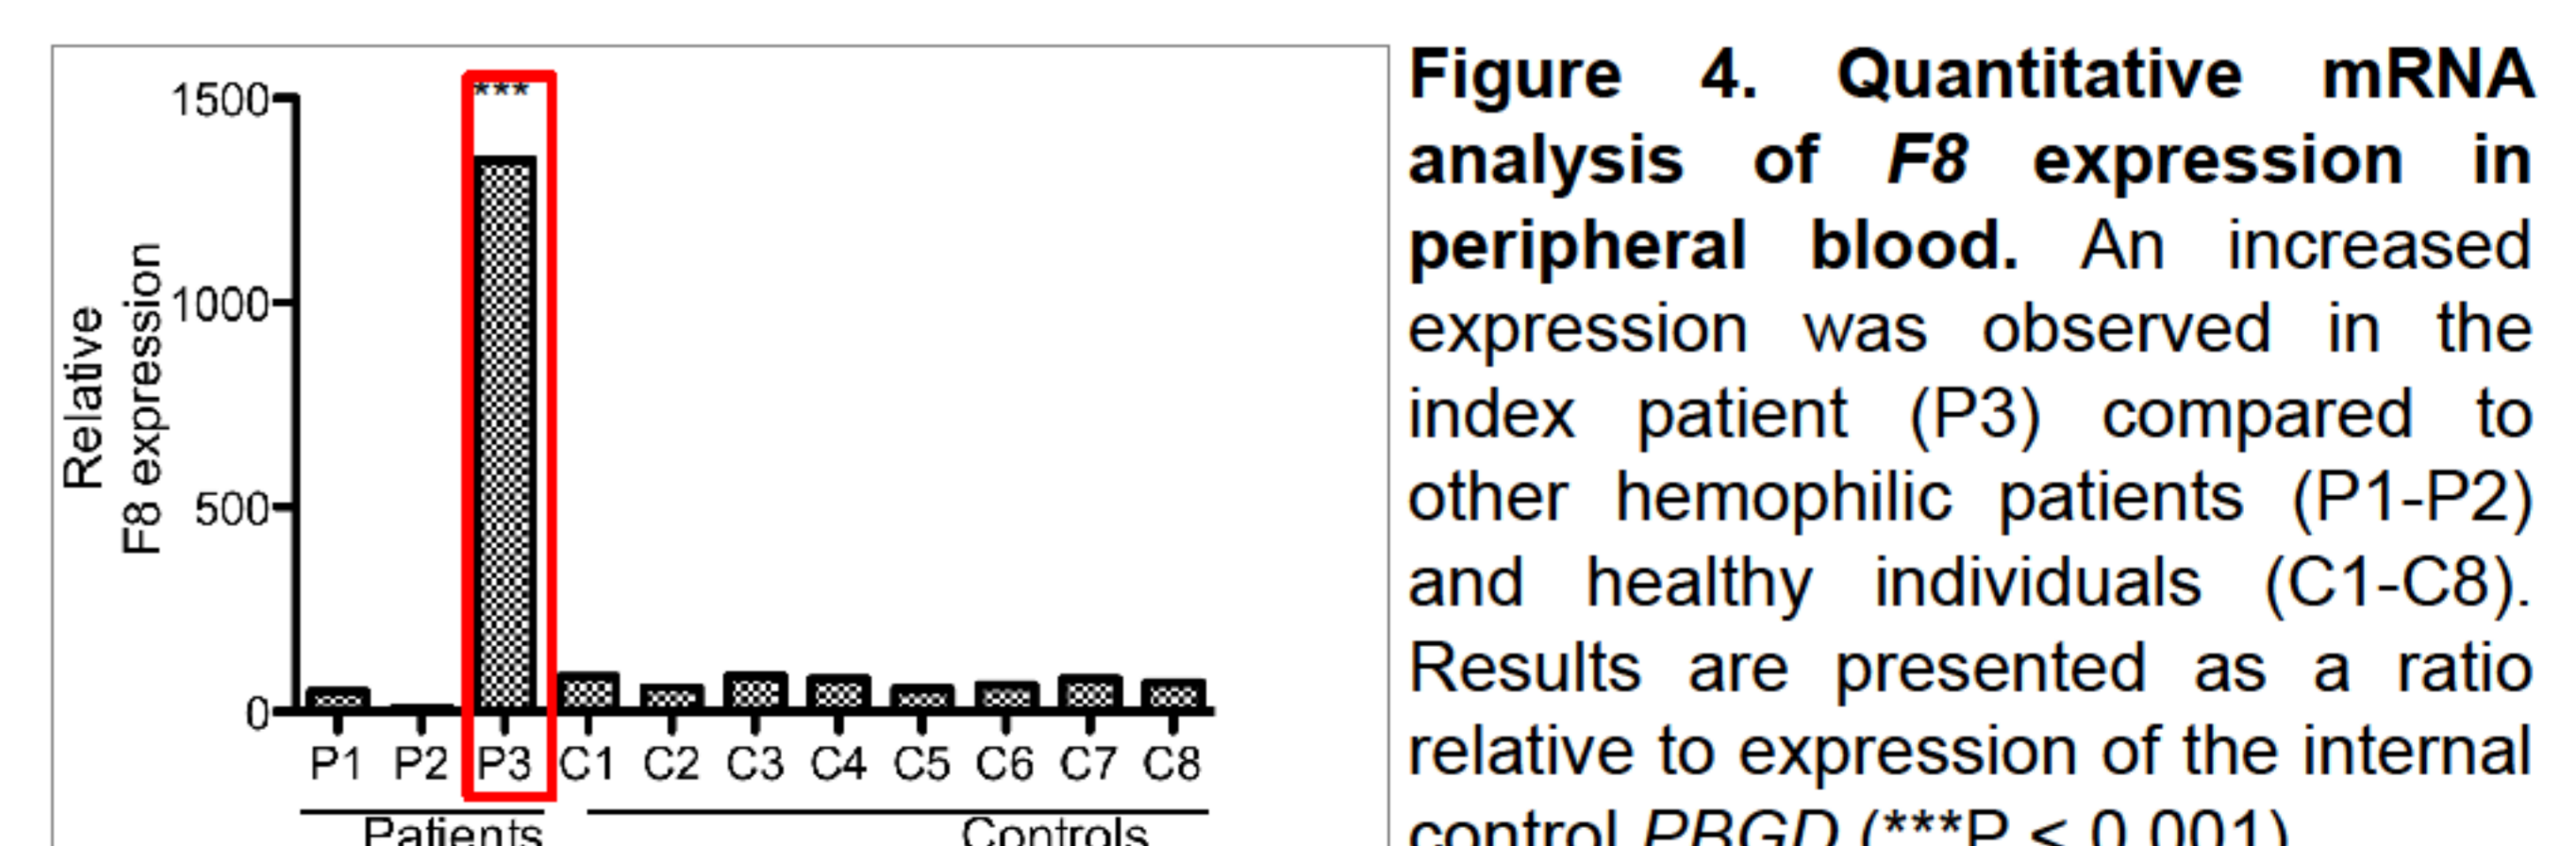 Figure 4. Quantitative mRNA
analysis of F8 expression in
peripheral blood. An increased
expression was observed in the
index patient (P3) compared to
other hemophilic patients (P1-P2)
and healthy individuals (C1-C8).
Results are presented as a ratio
relative to expression of the internal
control PBGD (***P < 0.001)
Relative
F8 expression
1500
1000
500
0
***
P1 P2 P3 C1 C2 C3 C4 C5 C6 C7 C8
Patients Controls